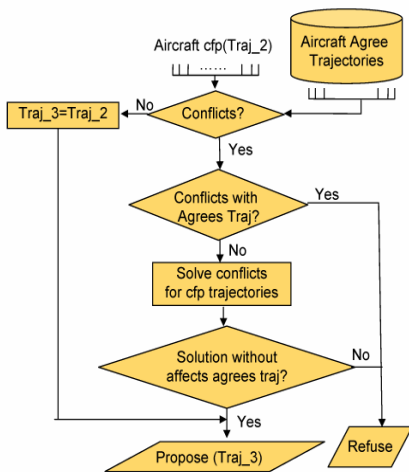 Aircraft cfp(Traj_2)
......
Aircraft Agree
Trajectories
No
Traj_3=Traj_2
Conflicts?
Yes
Conflicts with
Agrees Traj?
Yes
No
Solve conflicts
for cfp trajectories
Solution without
affects agrees traj?
No
Yes
Propose (Traj_3)
Refuse